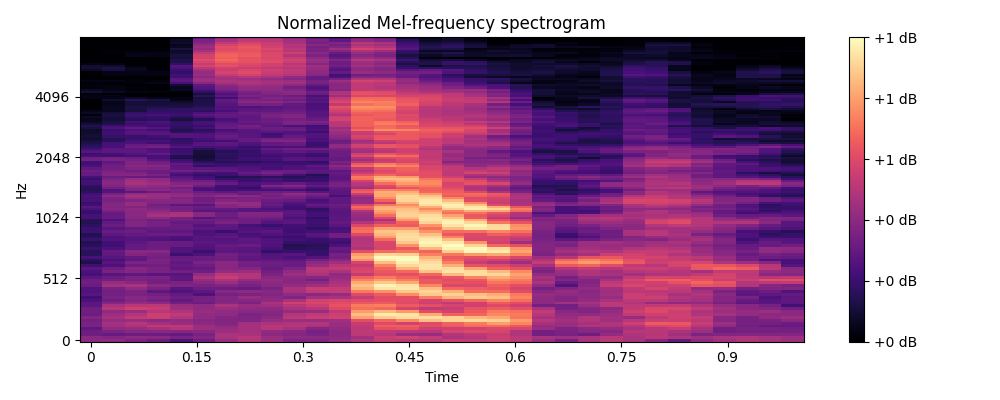 Normalized Mel-frequency spectrogram
+1 dB
4096
+1 dB
2048
+1 dB
Hz
1024
+0 dB
512
+0 dB
0
+0 dB
0 0.15 0.3 0.45 0.6 0.75 0.9
Time